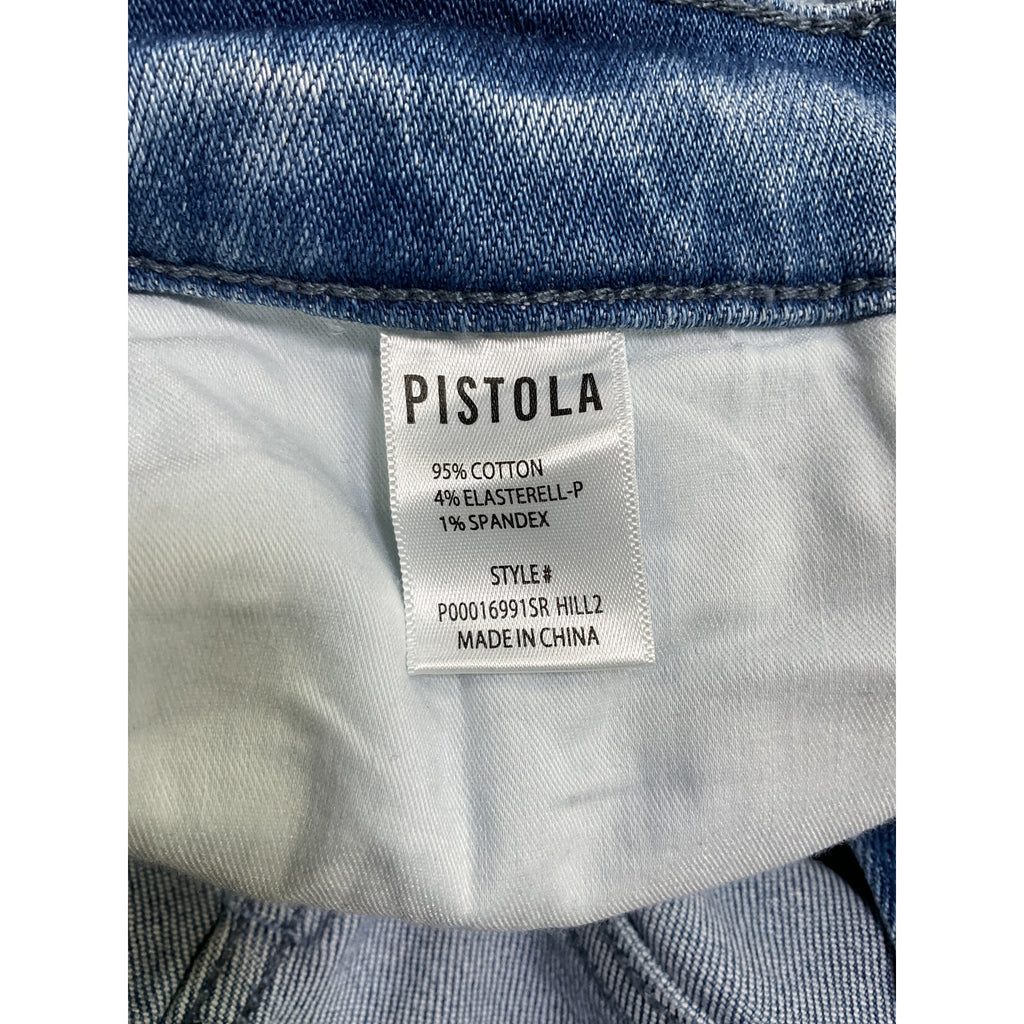 PISTOLA
95% COTTON
4% ELASTERELL-P
1% SPANDEX
STYLE#
P00016991SR HILL2
MADE IN CHINA